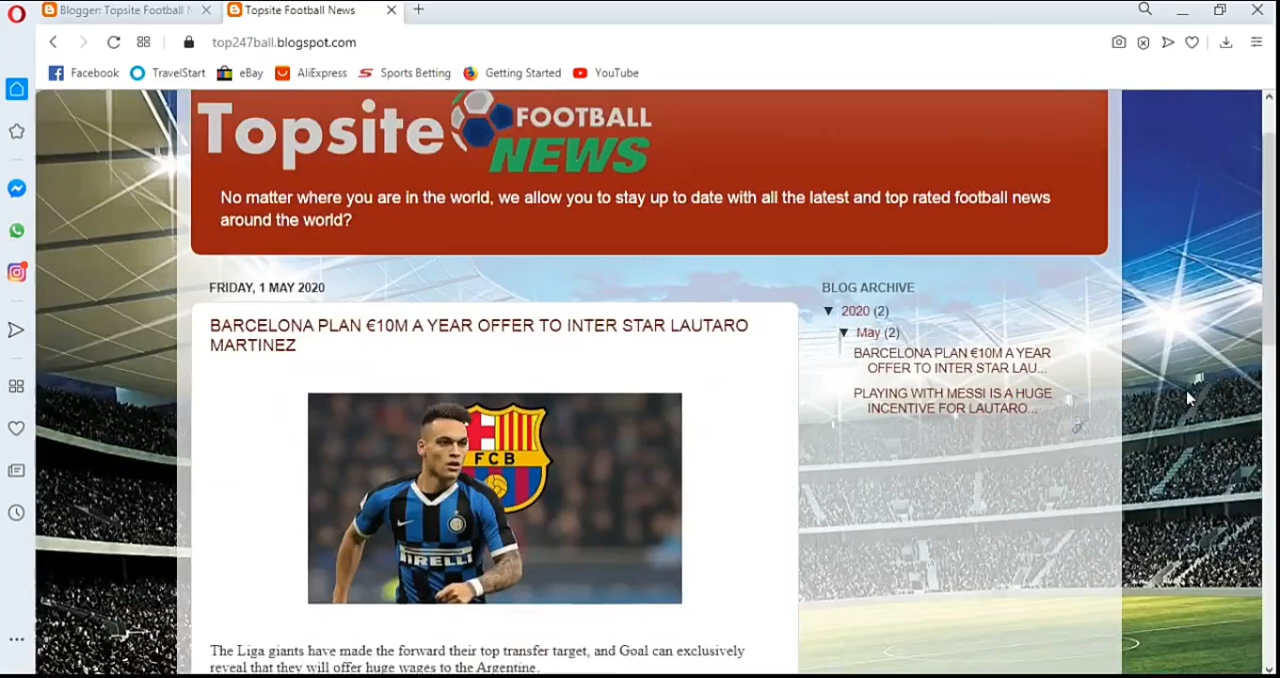 Blogger: Topsite Football N
Topsite Football News
top247ball.blogspot.com
Facebook
TravelStart
eBay
AliExpress
Sports Betting
Getting Started
YouTube
Topsite FOOTBALL NEWS
No matter where you are in the world, we allow you to stay up to date with all the latest and top rated football news
around the world?
FRIDAY, 1 MAY 2020
BARCELONA PLAN €10M A YEAR OFFER TO INTER STAR LAUTARO
MARTINEZ
FCB
PIRELLI
The Liga giants have made the forward their top transfer target, and Goal can exclusively
reveal that they will offer huge wages to the Argentine.
BLOG ARCHIVE
▼ 2020 (2)
▼ May (2)
BARCELONA PLAN €10M A YEAR
OFFER TO INTER STAR LAU...
PLAYING WITH MESSI IS A HUGE
INCENTIVE FOR LAUTARO...